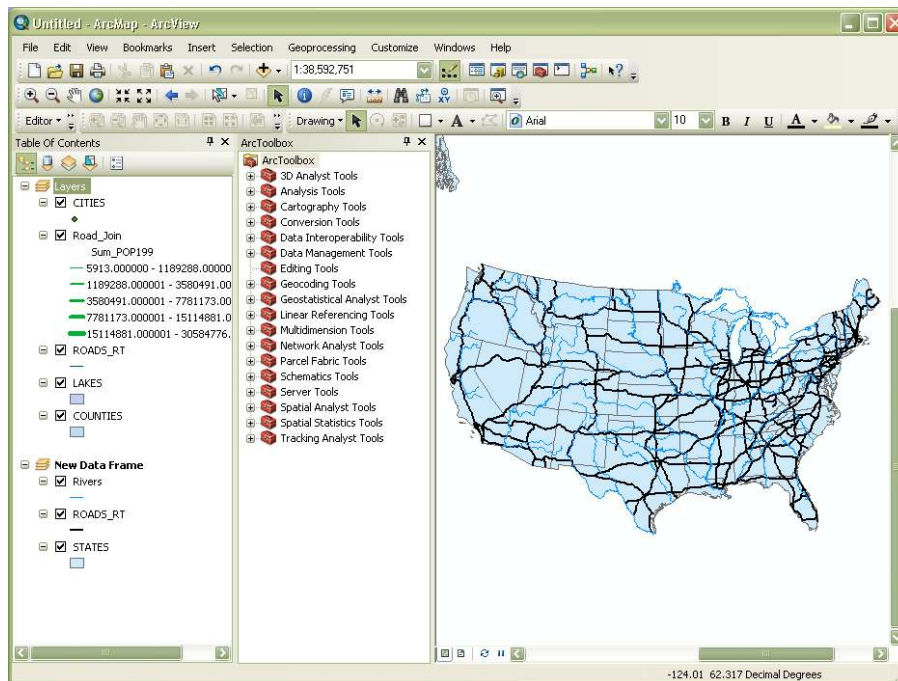 Untitled - ArcMap - ArcView
File Edit View Bookmarks Insert Selection Geoprocessing Customize Windows Help
1:38,592,751
Editor Drawing A Arial 10 B I U A
Table Of Contents
ArcToolbox
Layers
CITIES
Road_Join
Sum_POP199
5913.000000 - 1189288.00000
1189288.000001 - 3580491.
3580491.000001 - 7781173.00
7781173.000001 - 15114881.0
15114881.000001 - 30584776.
ROADS_RT
LAKES
COUNTIES
New Data Frame
Rivers
ROADS_RT
STATES
ArcToolbox
3D Analyst Tools
Analysis Tools
Cartography Tools
Conversion Tools
Data Interoperability Tools
Data Management Tools
Editing Tools
Geocoding Tools
Geostatistical Analyst Tools
Linear Referencing Tools
Multidimension Tools
Network Analyst Tools
Parcel Fabric Tools
Schematics Tools
Server Tools
Spatial Analyst Tools
Spatial Statistics Tools
Tracking Analyst Tools
-124.01 62.317 Decimal Degrees